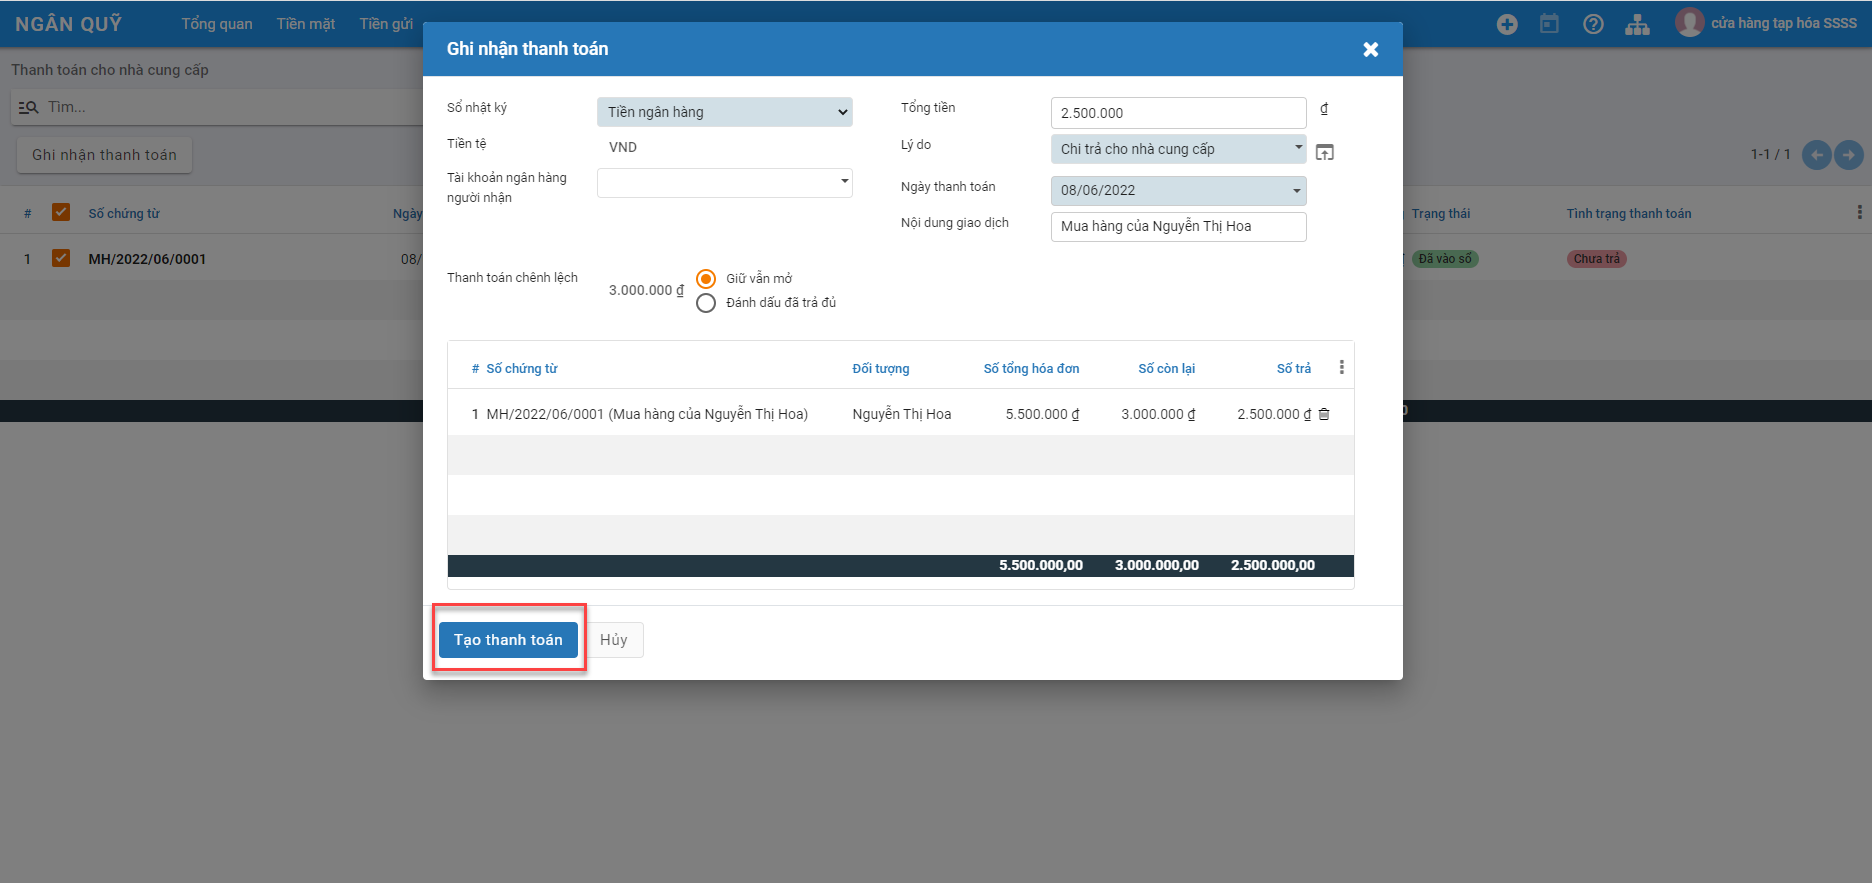 NGÂN QUỸ
Tổng quan
Tiền mặt
Tiền gửi
cửa hàng tạp hóa SSSS
Thanh toán cho nhà cung cấp
Tìm...
Ghi nhận thanh toán
1-1 / 1
# Số chứng từ Ngày Trạng thái Tình trạng thanh toán
1 MH/2022/06/0001 08/ Đã vào sổ Chưa trả
Ghi nhận thanh toán
Sổ nhật ký Tiền ngân hàng
Tiền tệ VND
Tài khoản ngân hàng
người nhận
Tổng tiền 2.500.000 ₫
Lý do Chi trả cho nhà cung cấp
Ngày thanh toán 08/06/2022
Nội dung giao dịch Mua hàng của Nguyễn Thị Hoa
Thanh toán chênh lệch 3.000.000 ₫
Giữ vẫn mở
Đánh dấu đã trả đủ
# Số chứng từ Đối tượng Số tổng hóa đơn Số còn lại Số trả
1 MH/2022/06/0001 (Mua hàng của Nguyễn Thị Hoa) Nguyễn Thị Hoa 5.500.000 ₫ 3.000.000 ₫ 2.500.000 ₫
5.500.000,00 3.000.000,00 2.500.000,00
Tạo thanh toán
Hủy